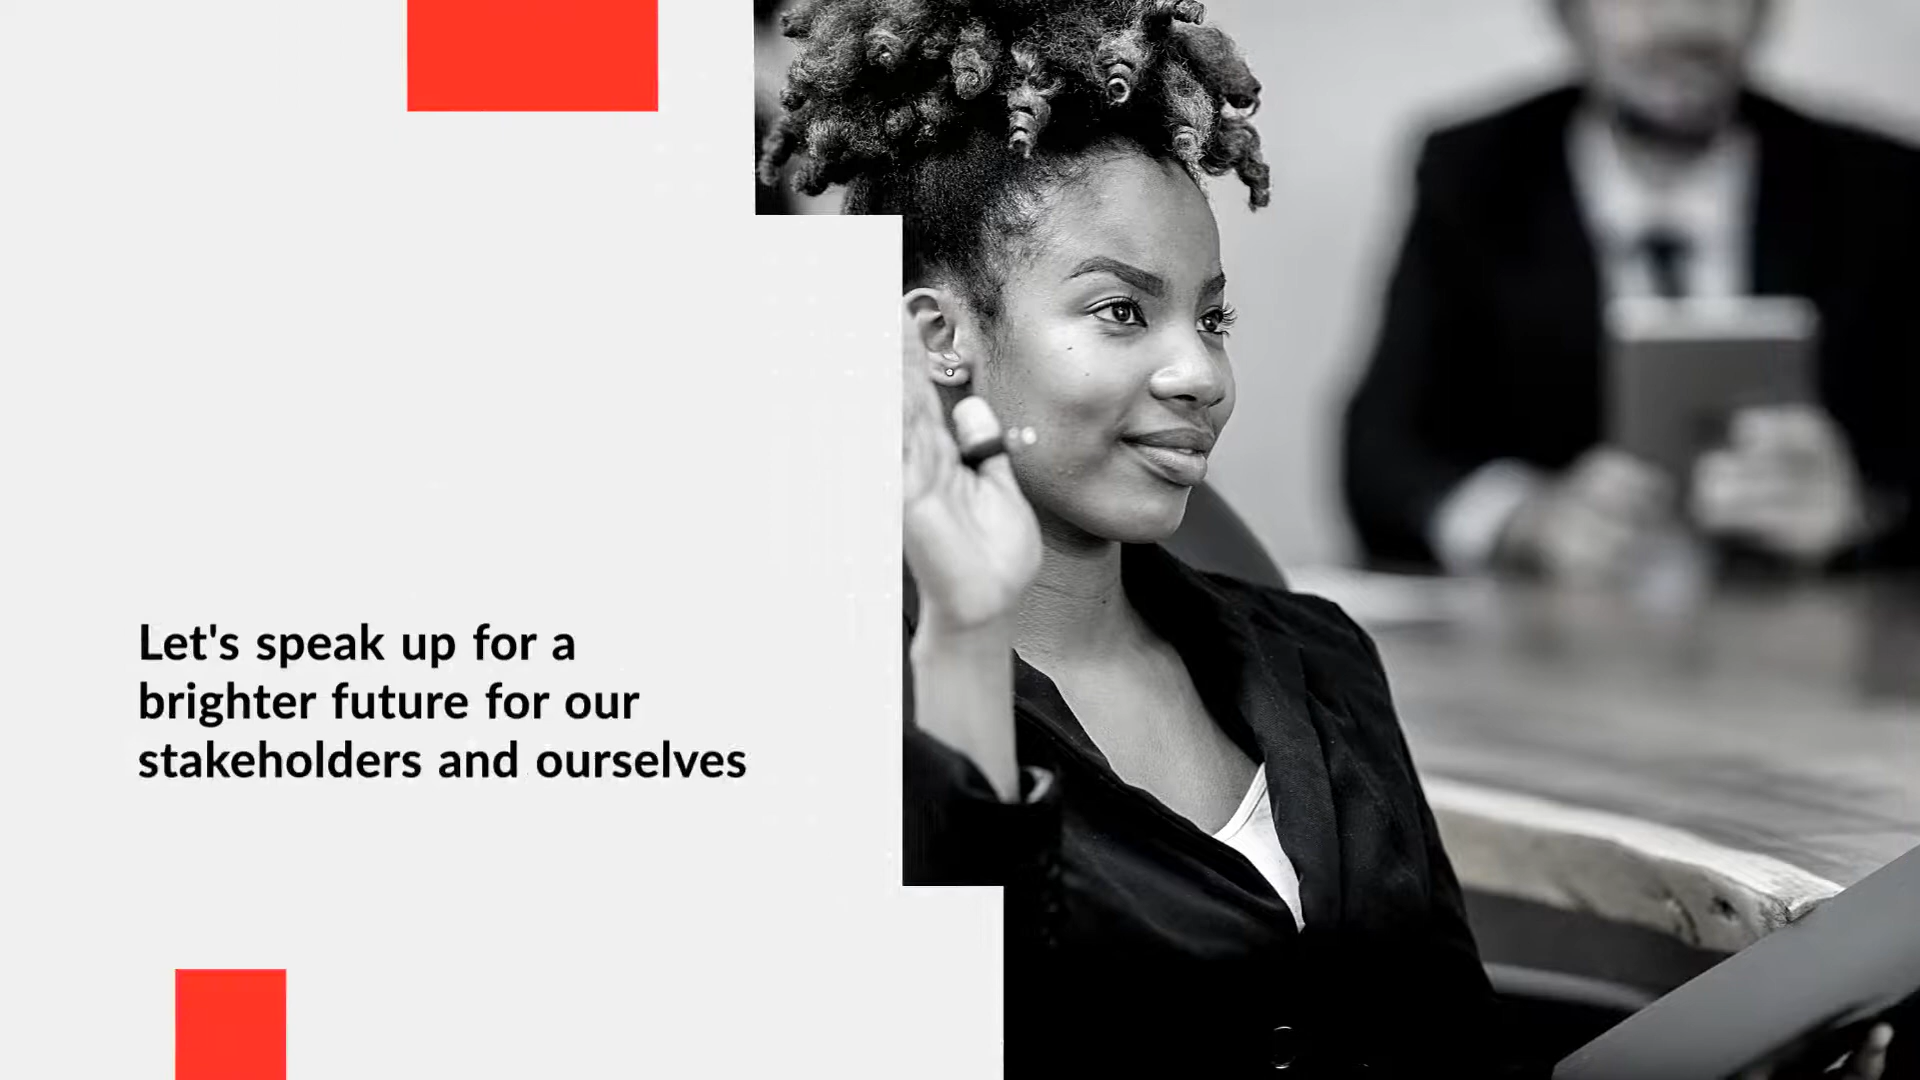 Let's speak up for a
brighter future for our
stakeholders and ourselves